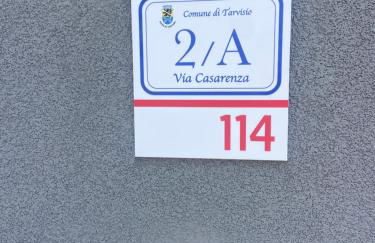 Comune di Tarvisio
2/A
Via Casarenza
114